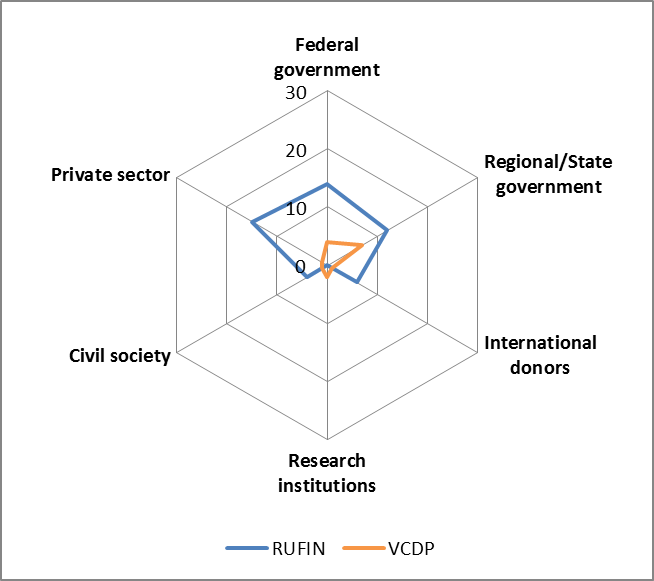 Federal
government
30
Regional/State
government
Private sector
20
10
0
International
donors
Civil society
Research
institutions
RUFIN
VCDP